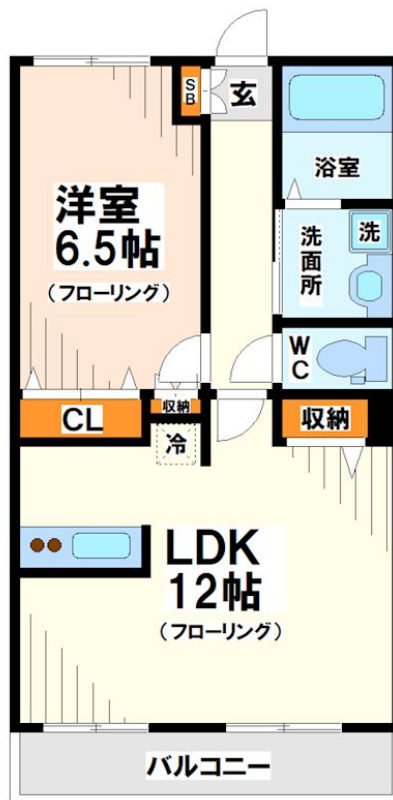 SB
玄
浴室
洋室
6.5帖
(フローリング)
洗面所
洗
WC
CL
収納
収納
冷
LDK
12帖
(フローリング)
バルコニー